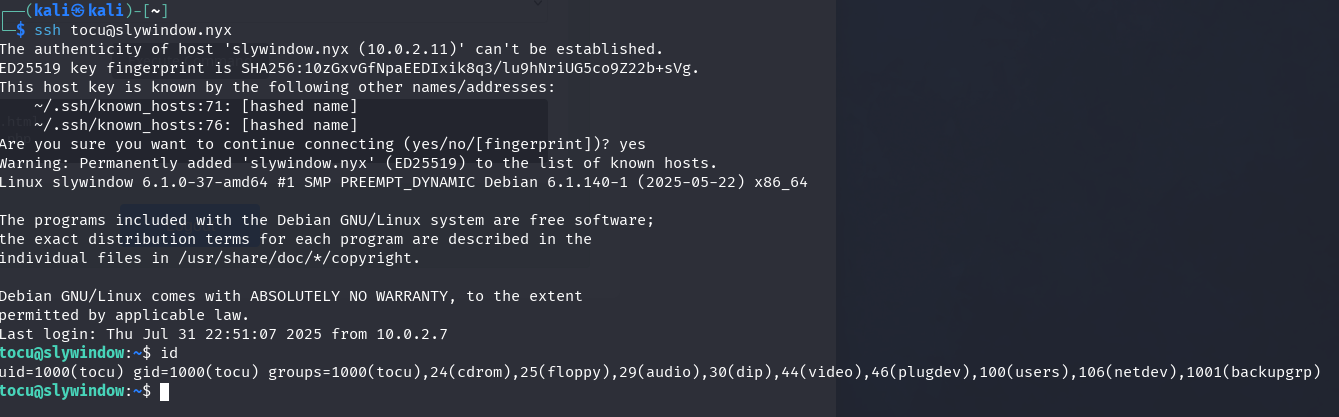 ┌──(kali㉿kali)-[~]
└─$ ssh tocu@slywindow.nyx
The authenticity of host 'slywindow.nyx (10.0.2.11)' can't be established.
ED25519 key fingerprint is SHA256:10zGxvGfNpaEEDIxik8q3/lu9hNriUG5co9Z22b+sVg.
This host key is known by the following other names/addresses:
    ~/.ssh/known_hosts:71: [hashed name]
    ~/.ssh/known_hosts:76: [hashed name]
Are you sure you want to continue connecting (yes/no/[fingerprint])? yes
Warning: Permanently added 'slywindow.nyx' (ED25519) to the list of known hosts.
Linux slywindow 6.1.0-37-amd64 #1 SMP PREEMPT_DYNAMIC Debian 6.1.140-1 (2025-05-22) x86_64
The programs included with the Debian GNU/Linux system are free software;
the exact distribution terms for each program are described in the
individual files in /usr/share/doc/*/copyright.
Debian GNU/Linux comes with ABSOLUTELY NO WARRANTY, to the extent
permitted by applicable law.
Last login: Thu Jul 31 22:51:07 2025 from 10.0.2.7
tocu@slywindow:~$ id
uid=1000(tocu) gid=1000(tocu) groups=1000(tocu),24(cdrom),25(floppy),29(audio),30(dip),44(video),46(plugdev),100(users),106(netdev),1001(backupgrp)
tocu@slywindow:~$